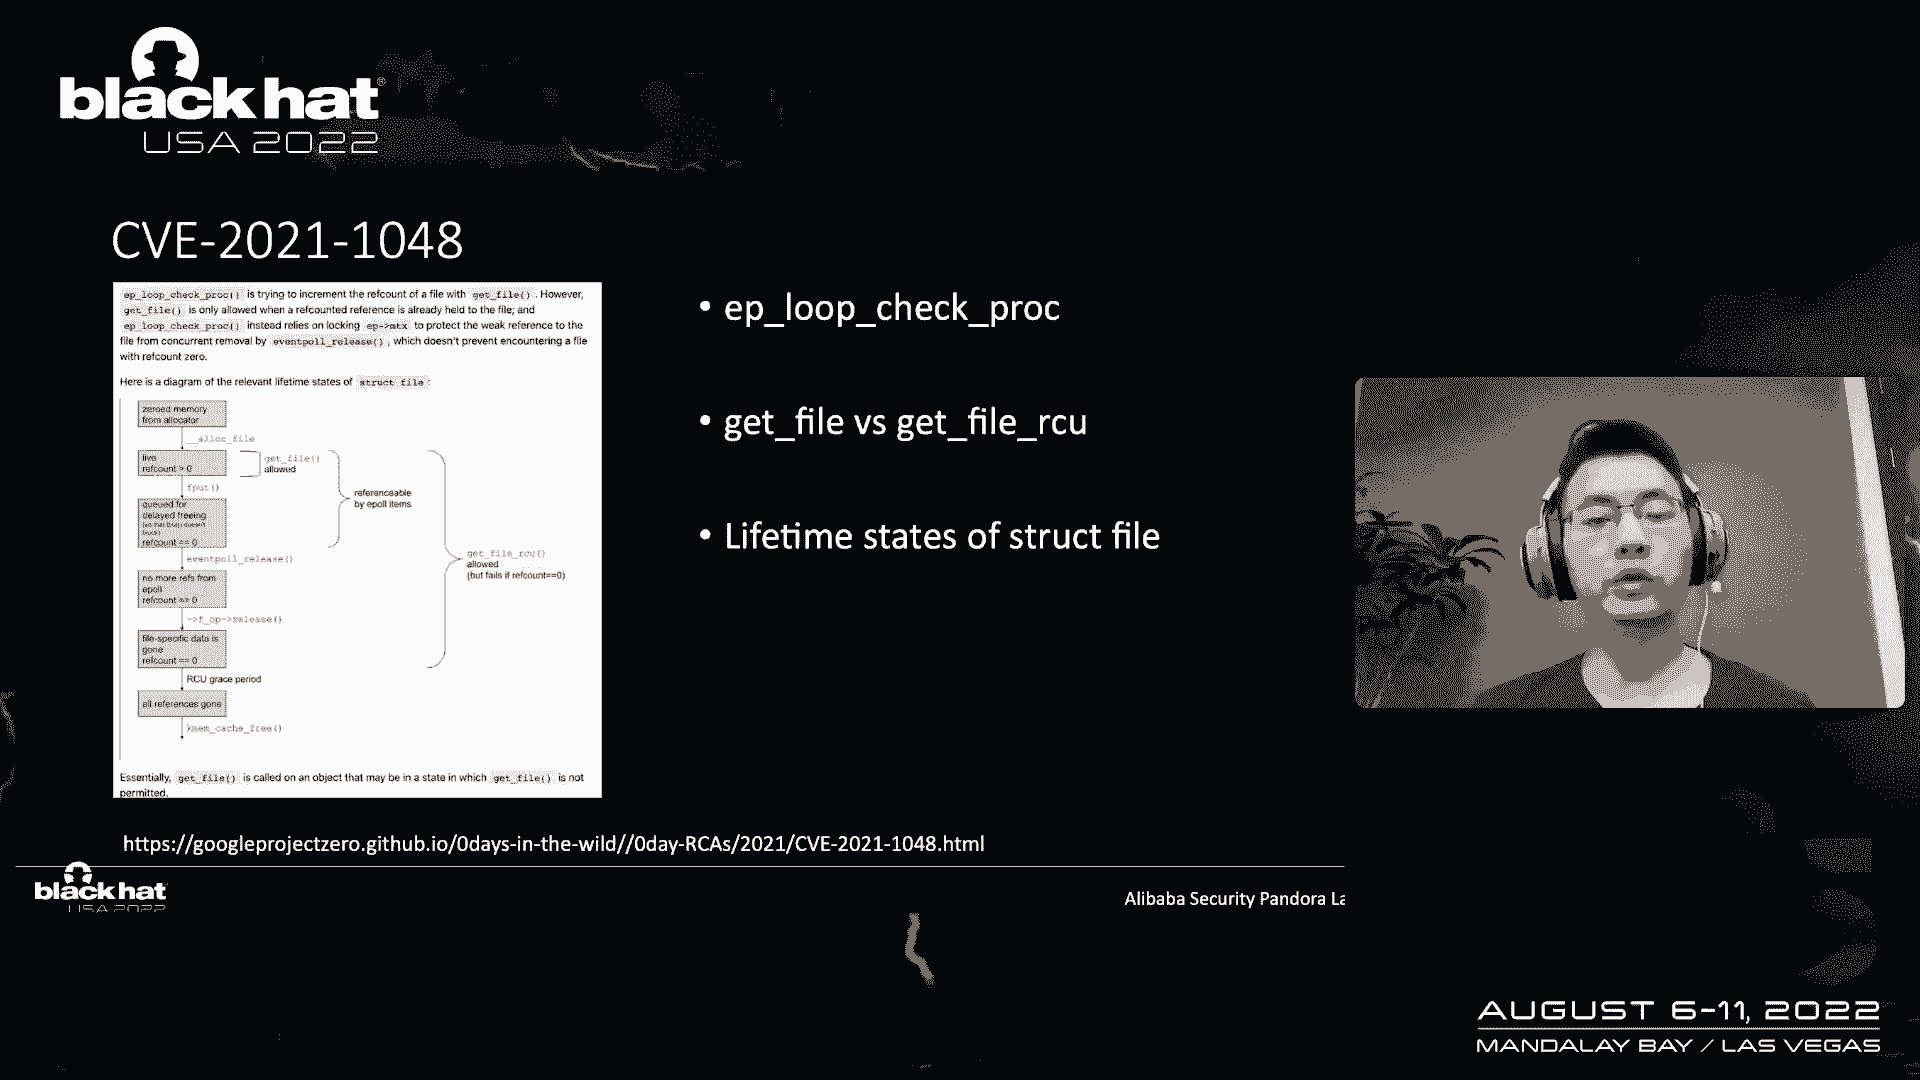 black hat®
USA 2022
CVE-2021-1048
ep_loop_check_proc() is trying to increment the refcount of a file with get_file(). However,
get_file() is only allowed when a refcounted reference is already held to the file; and
ep_loop_check_proc() instead relies on locking ep->mtx to protect the weak reference to the
file from concurrent removal by eventpoll_release(), which doesn't prevent encountering a file
with refcount zero.
Here is a diagram of the relevant lifetime states of struct file:
zeroed memory
from allocator
__alloc_file
live
refcount > 0
get_file()
allowed
fput()
queued for
delayed freeing
refcount == 0
referenceable
by epoll items
eventpoll_release()
no more refs from
epoll
refcount == 0
get_file_rcu()
allowed
(but fails if refcount==0)
->f_op->release()
file-specific data is
gone
refcount == 0
RCU grace period
all references gone
kmem_cache_free()
Essentially, get_file() is called on an object that may be in a state in which get_file() is not
permitted.
• ep_loop_check_proc
• get_file vs get_file_rcu
• Lifetime states of struct file
https://googleprojectzero.github.io/0days-in-the-wild//0day-RCAs/2021/CVE-2021-1048.html
black hat
USA 2022
Alibaba Security Pandora La
AUGUST 6-11, 2022
MANDALAY BAY / LAS VEGAS